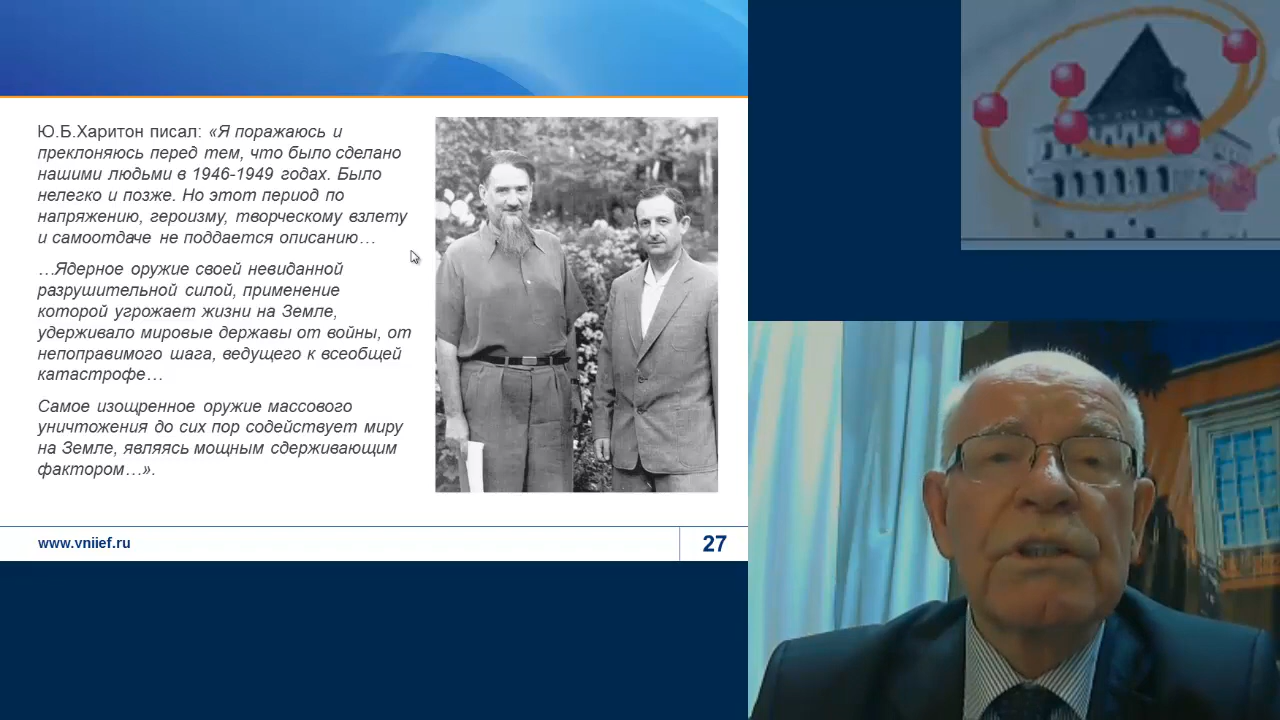 Ю.Б.Харитон писал: «Я поражаюсь и
преклоняюсь перед тем, что было сделано
нашими людьми в 1946-1949 годах. Было
нелегко и позже. Но этот период по
напряжению, героизму, творческому взлету
и самоотдаче не поддается описанию…
…Ядерное оружие своей невиданной
разрушительной силой, применение
которой угрожает жизни на Земле,
удерживало мировые державы от войны, от
непоправимого шага, ведущего к всеобщей
катастрофе…
Самое изощренное оружие массового
уничтожения до сих пор содействует миру
на Земле, являясь мощным сдерживающим
фактором…».
www.vniief.ru
27